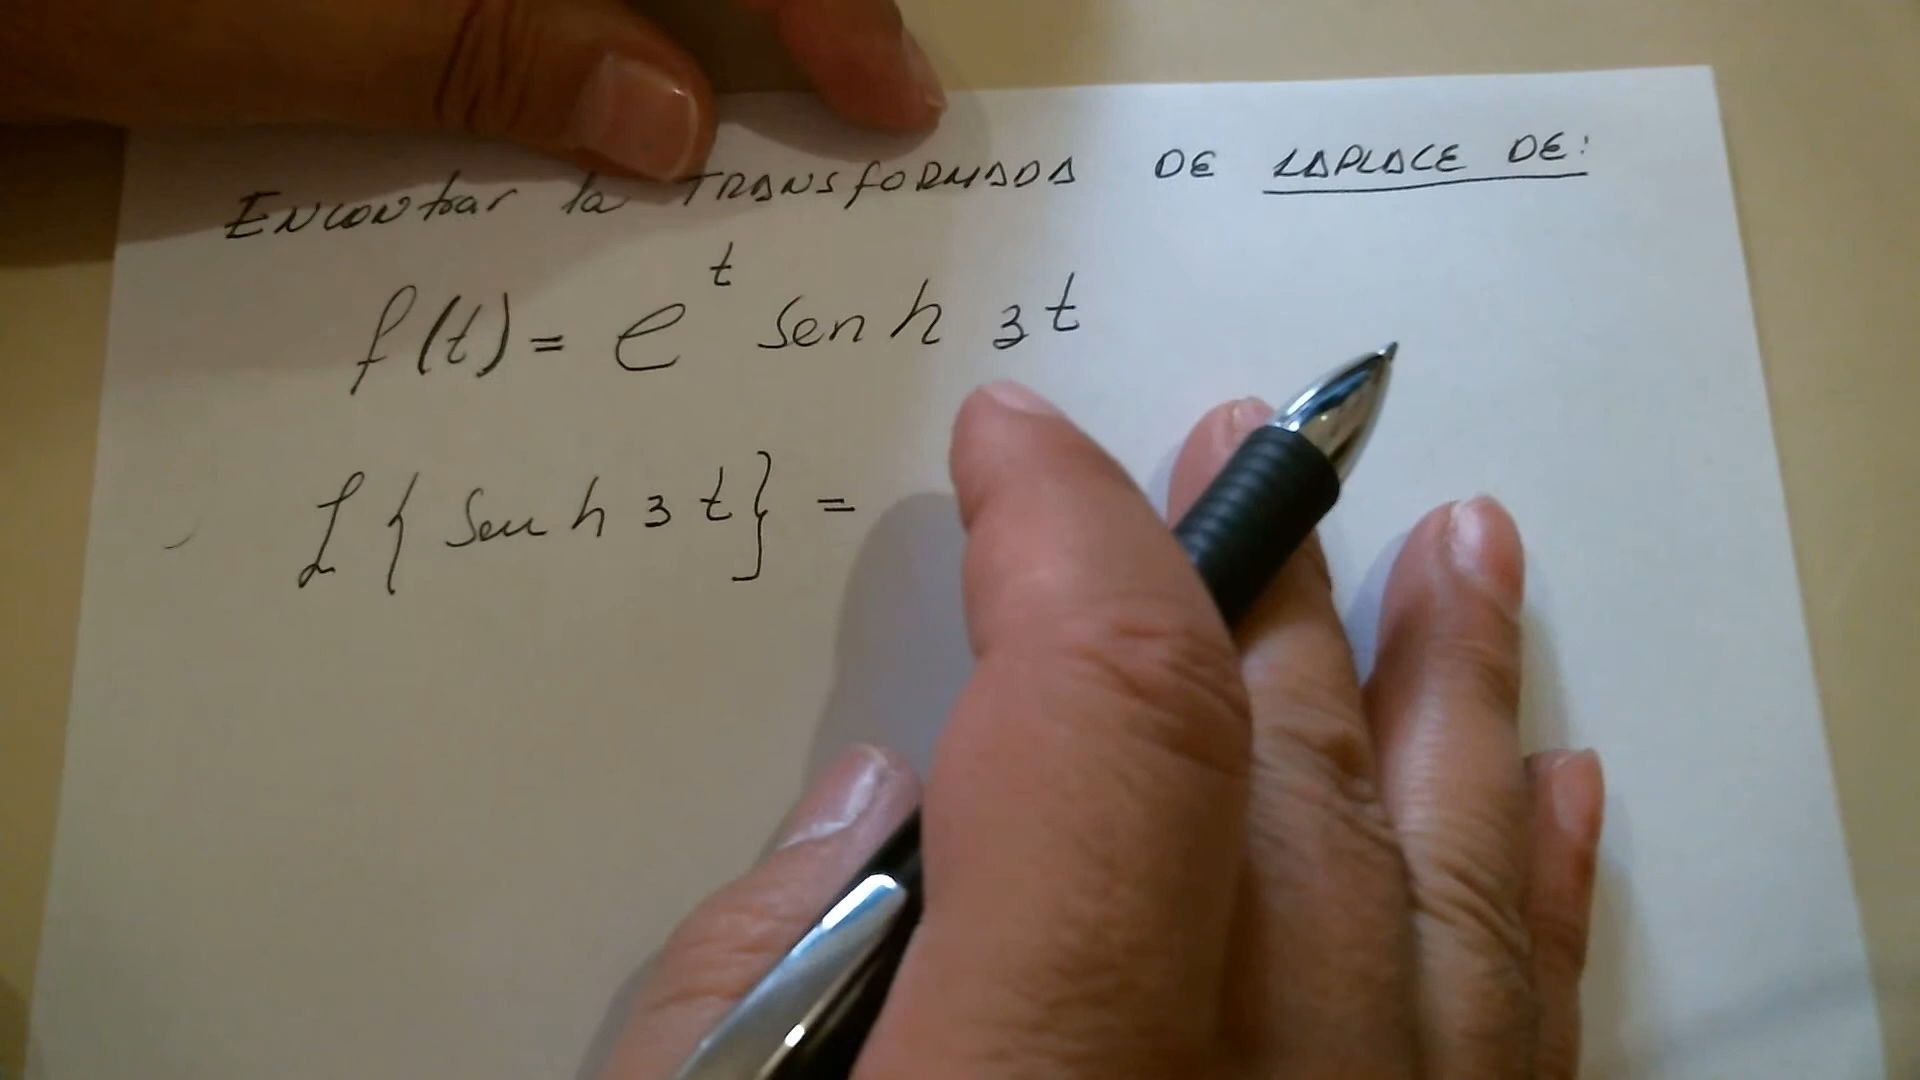 Encontrar la TRANSFORMADA DE LAPLACE DE:
f(t) = e^t senh 3t
L{senh 3t} =